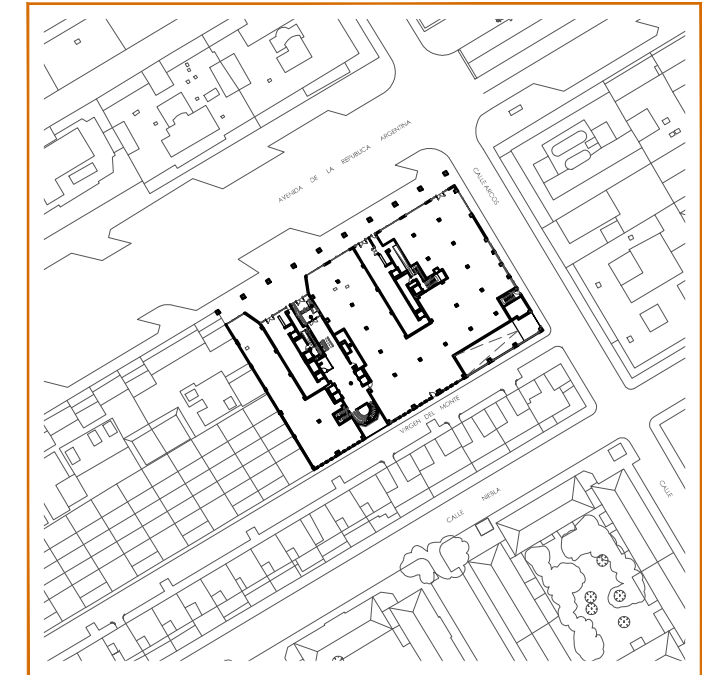 AVENIDA DE LA REPUBLICA ARGENTINA
CALLE ARCOS
VIRGEN DEL MONTE
CALLE NIEBLA
CALLE